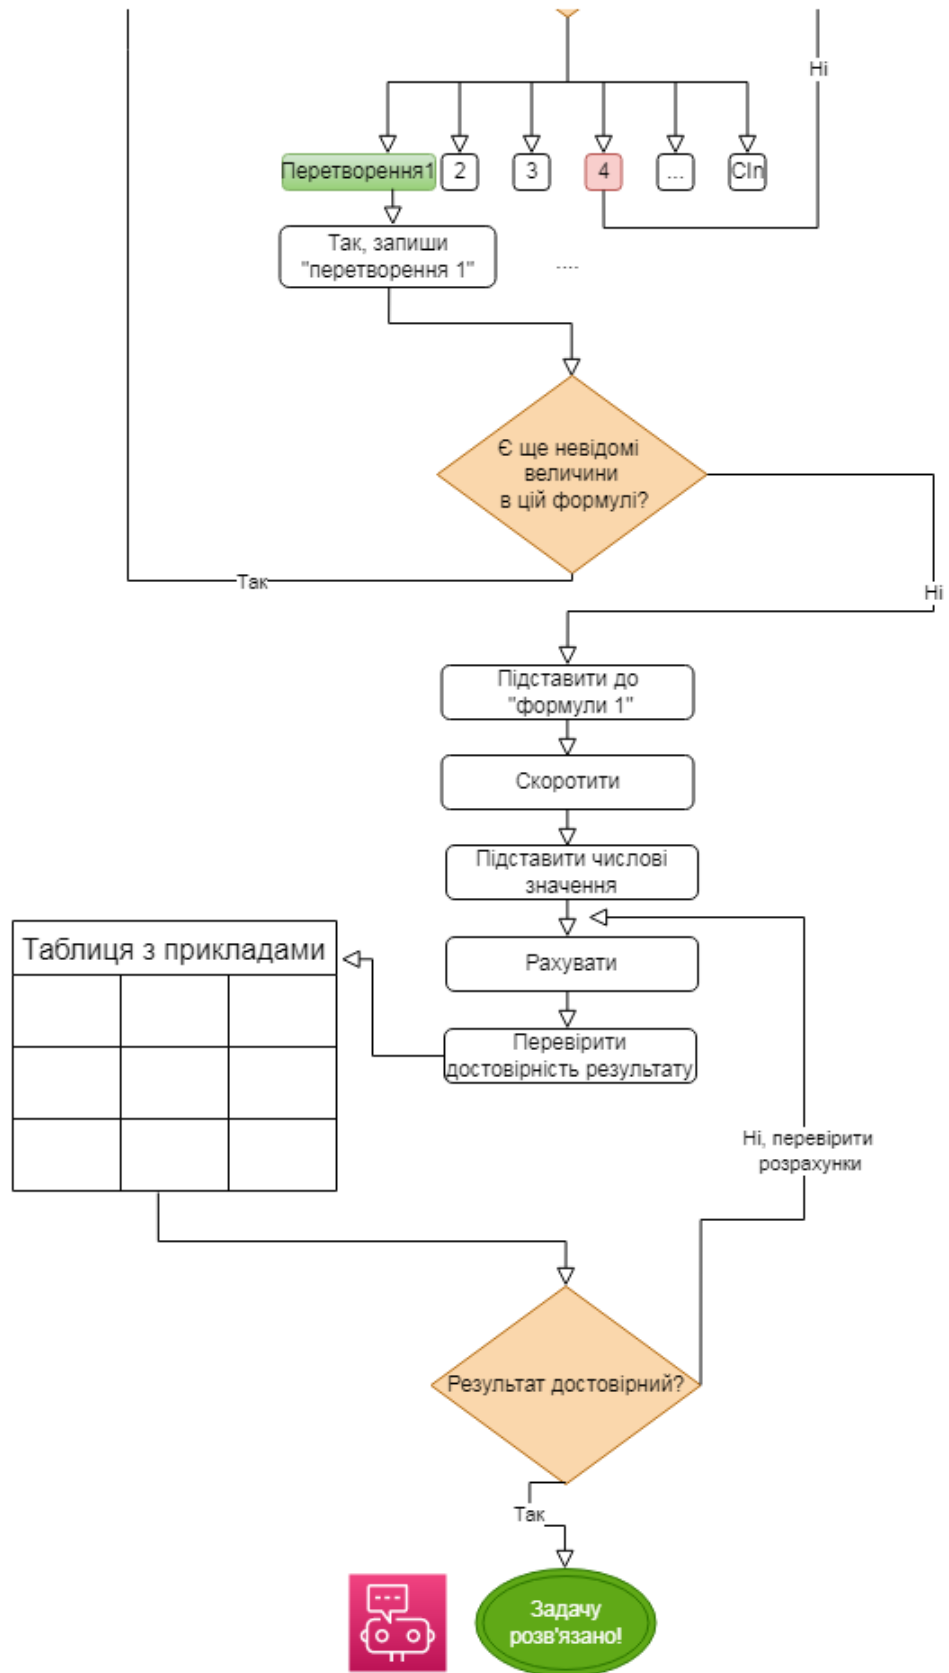 Ні
Перетворення1
2
3
4
...
CIn
Так, запиши
"перетворення 1"
....
Є ще невідомі
величини
в цій формулі?
Так
Ні
Підставити до
"формули 1"
Скоротити
Підставити числові
значення
Таблиця з прикладами
Рахувати
Перевірити
достовірність результату
Ні, перевірити
розрахунки
Результат достовірний?
Так
Задачу
розв'язано!